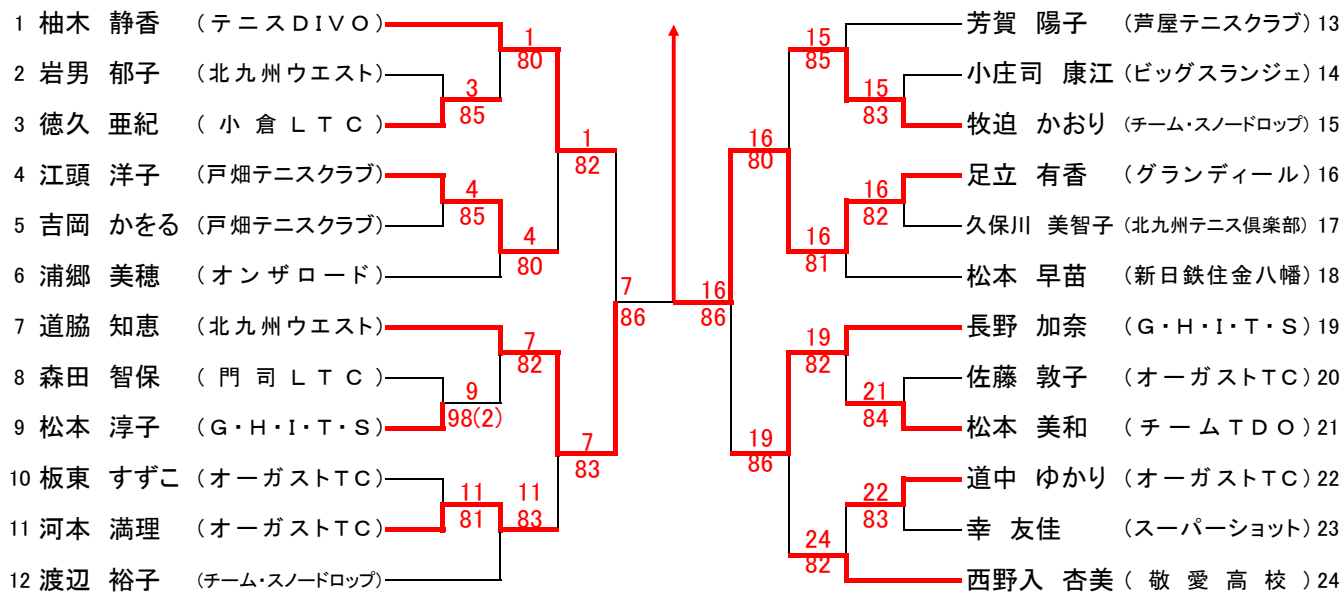 1 柚木 静香 (テニスDIVO)
2 岩男 郁子 (北九州ウエスト)
3 徳久 亜紀 (小倉LTC)
4 江頭 洋子 (戸畑テニスクラブ)
5 吉岡 かをる (戸畑テニスクラブ)
6 浦郷 美穂 (オンザロード)
7 道脇 知恵 (北九州ウエスト)
8 森田 智保 (門司LTC)
9 松本 淳子 (G・H・I・T・S)
10 板東 すずこ (オーガストTC)
11 河本 満理 (オーガストTC)
12 渡辺 裕子 (チーム・スノードロップ)
3
85
4
85
9
98(2)
11
81
1
80
4
80
7
82
11
83
1
82
7
83
7
86
16
86
16
80
19
86
15
85
16
81
19
82
24
82
15
83
16
82
21
84
22
83
芳賀 陽子 (芦屋テニスクラブ) 13
小庄司 康江 (ビッグスランジェ) 14
牧迫 かおり (チーム・スノードロップ) 15
足立 有香 (グランディール) 16
久保川 美智子 (北九州テニス倶楽部) 17
松本 早苗 (新日鉄住金八幡) 18
長野 加奈 (G・H・I・T・S) 19
佐藤 敦子 (オーガストTC) 20
松本 美和 (チームTDO) 21
道中 ゆかり (オーガストTC) 22
幸 友佳 (スーパーショット) 23
西野入 杏美 (敬愛高校) 24